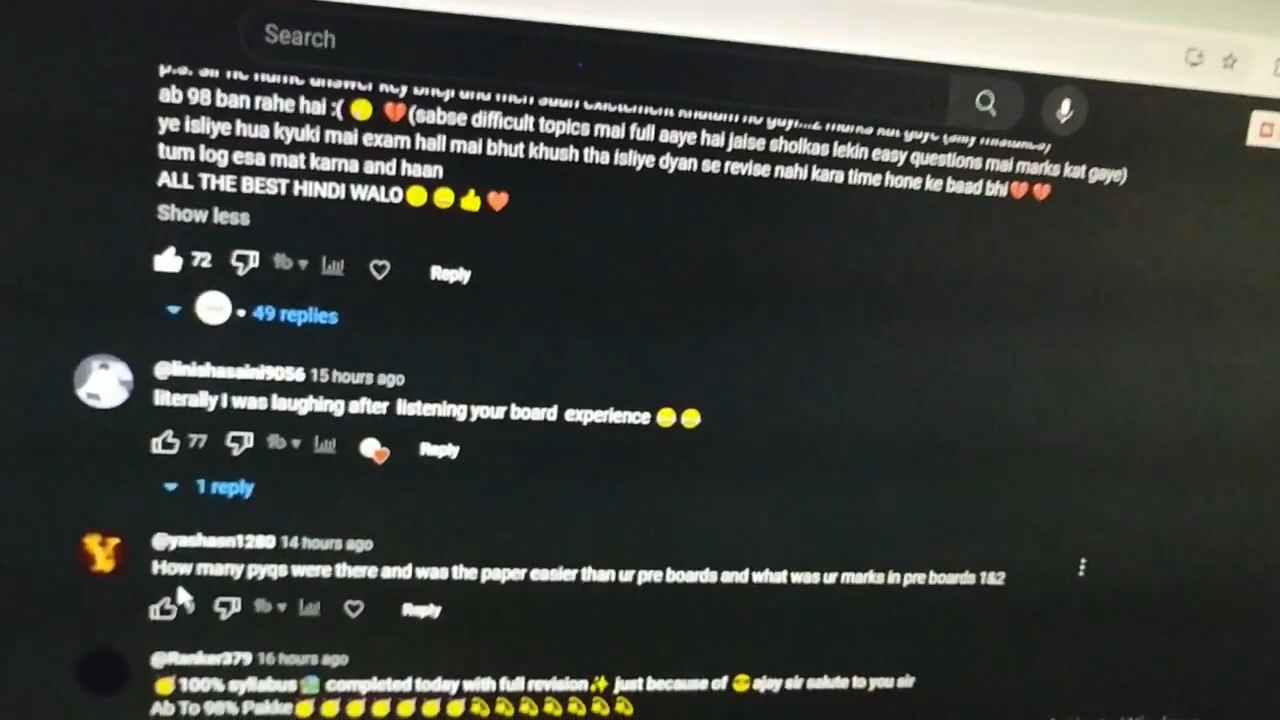 Search
ab 98 ban rahe hai :( (sabse difficult topics mai full aaye hai jaise sholkas lekin easy questions mai marks kat gaye)
ye isliye hua kyuki mai exam hall mai bhut khush tha isliye dyan se revise nahi kara time hone ke baad bhi
tum log esa mat karna and haan
ALL THE BEST HINDI WALO
Show less
72 Reply
49 replies
@linishasaini9056 15 hours ago
literally I was laughing after listening your board experience
77 Reply
1 reply
@yashasn1280 14 hours ago
How many pyqs were there and was the paper easier than ur pre boards and what was ur marks in pre boards 1&2
Reply
@Ranker379 16 hours ago
100% syllabus completed today with full revision✨ just because of ajay sir salute to you sir
Ab To 98% Pakke